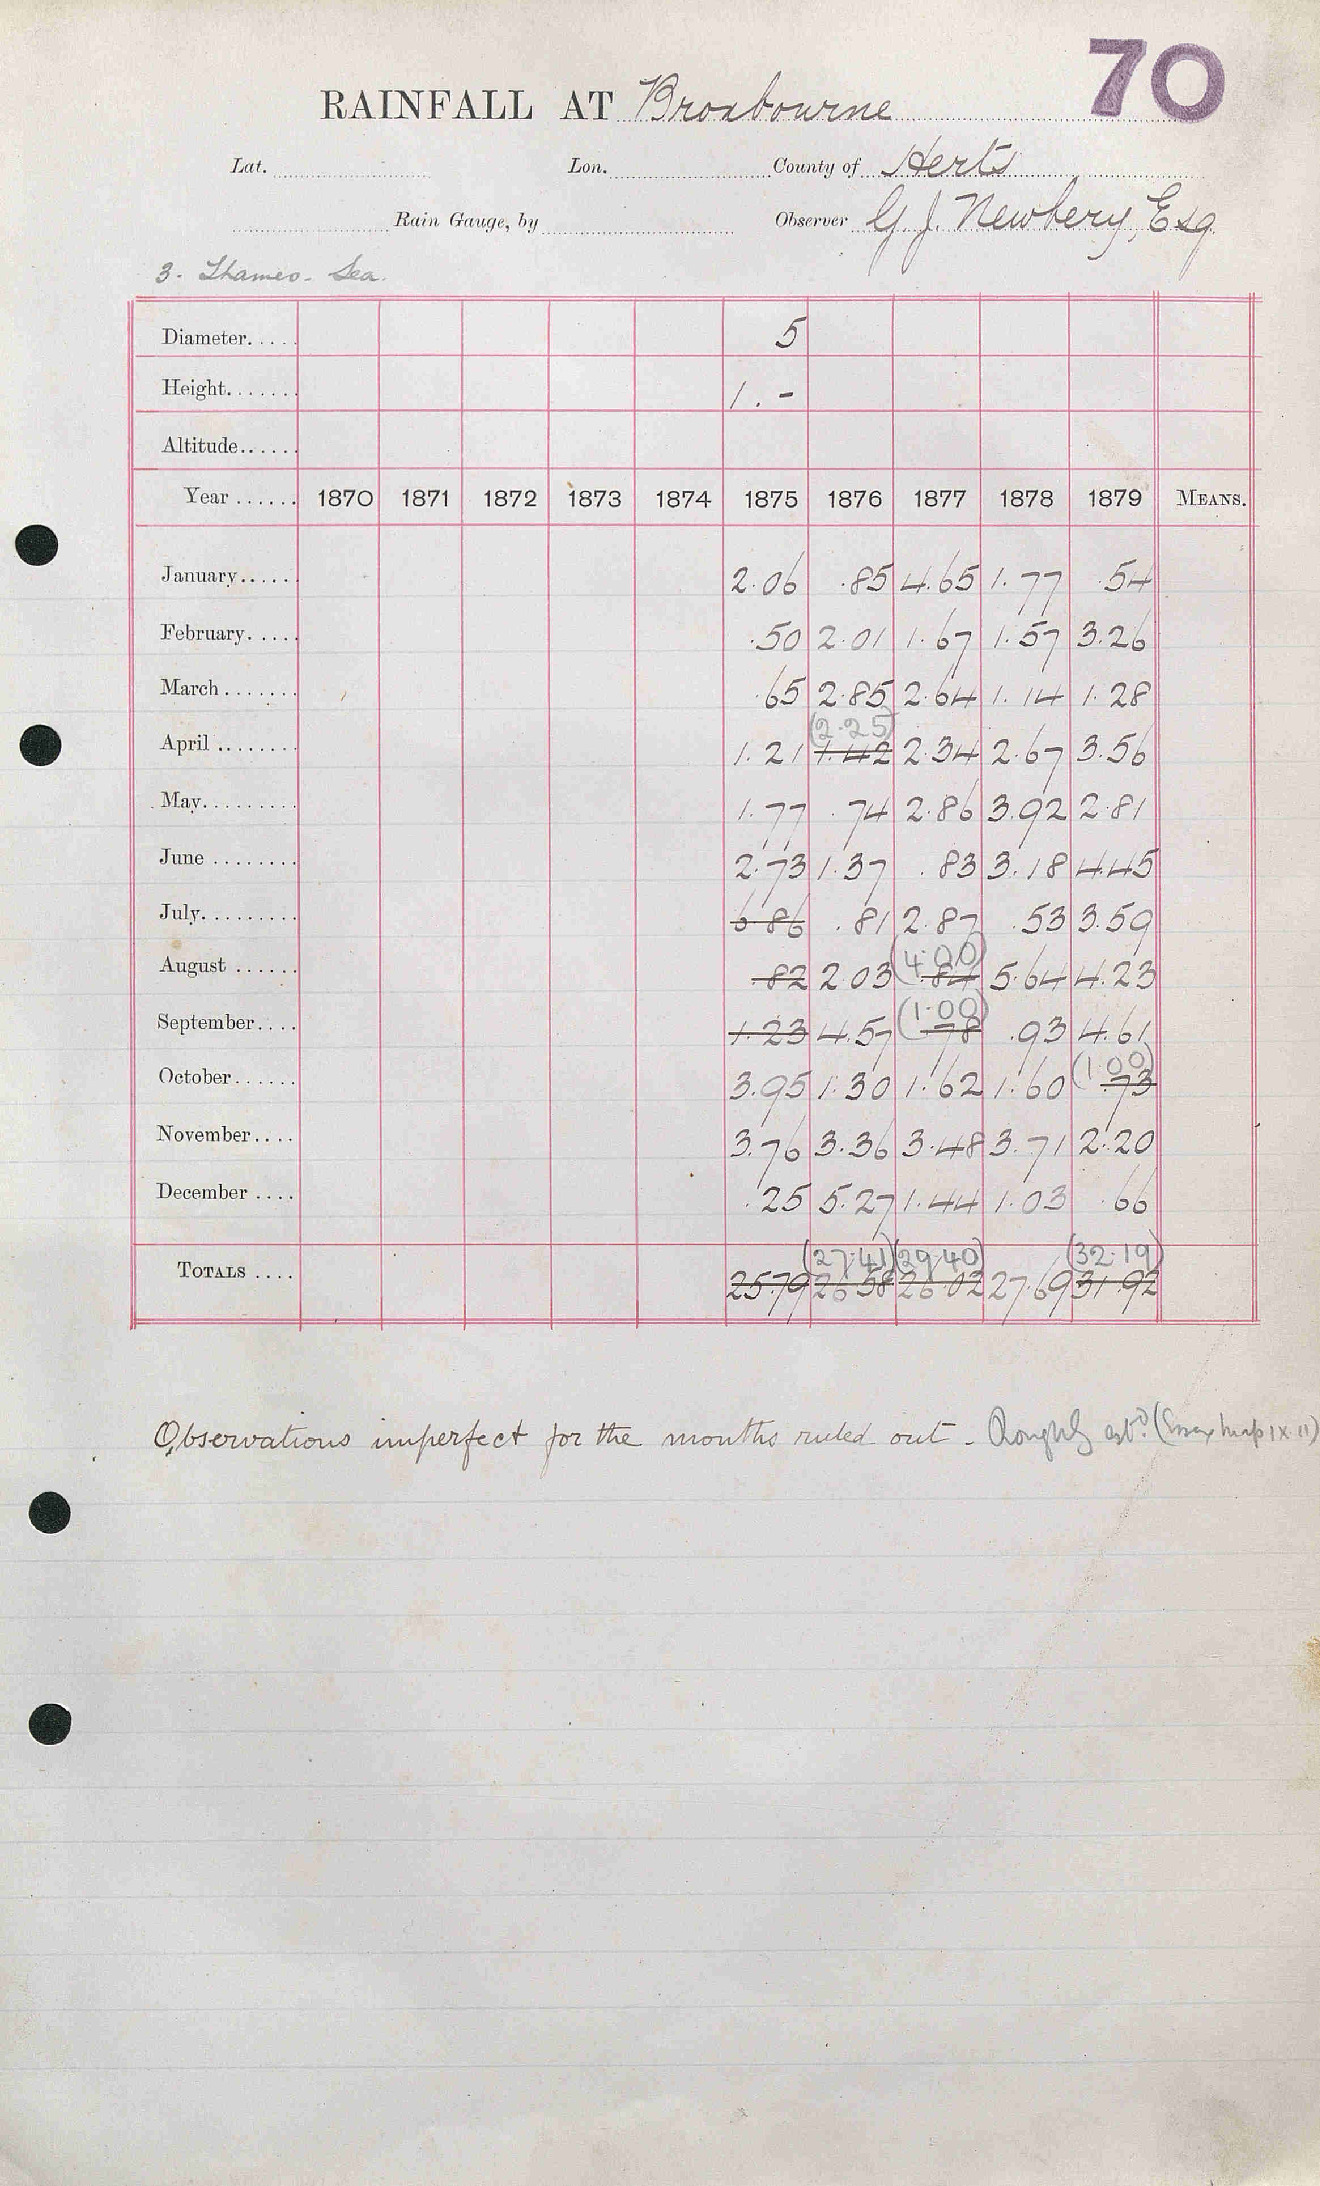 70
RAINFALL AT Broxbourne
Lat. Lon. County of Herts
Rain Gauge, by Observer G. J. Newbery, Esq
3. Thames - Lea.
Diameter..... 5
Height....... 1. -
Altitude......
Year ...... 1870 1871 1872 1873 1874 1875 1876 1877 1878 1879 MEANS.
January...... 2.06 .85 4.65 1.77 .54
February..... .50 2.01 1.67 1.57 3.26
March....... .65 2.85 2.64 1.14 1.28
(2.25)
April ........ 1.21 1.42 2.34 2.67 3.56
May......... 1.77 .74 2.86 3.92 2.81
June ........ 2.73 1.37 .83 3.18 4.45
July......... 6.86 .81 2.87 .53 3.59
(4.00)
August ...... .82 2.03 .84 5.64 4.23
(1.00)
September.... 1.23 4.57 .78 .93 4.61
(1.00)
October...... 3.95 1.30 1.62 1.60 .73
November.... 3.76 3.36 3.48 3.71 2.20
December .... .25 5.27 1.44 1.03 .66
(27.41) (29.40) (32.19)
TOTALS .... 25.79 26.58 26.02 27.69 31.92
Observations imperfect for the months ruled out - Roughly estd. (Essex map IX. 11)